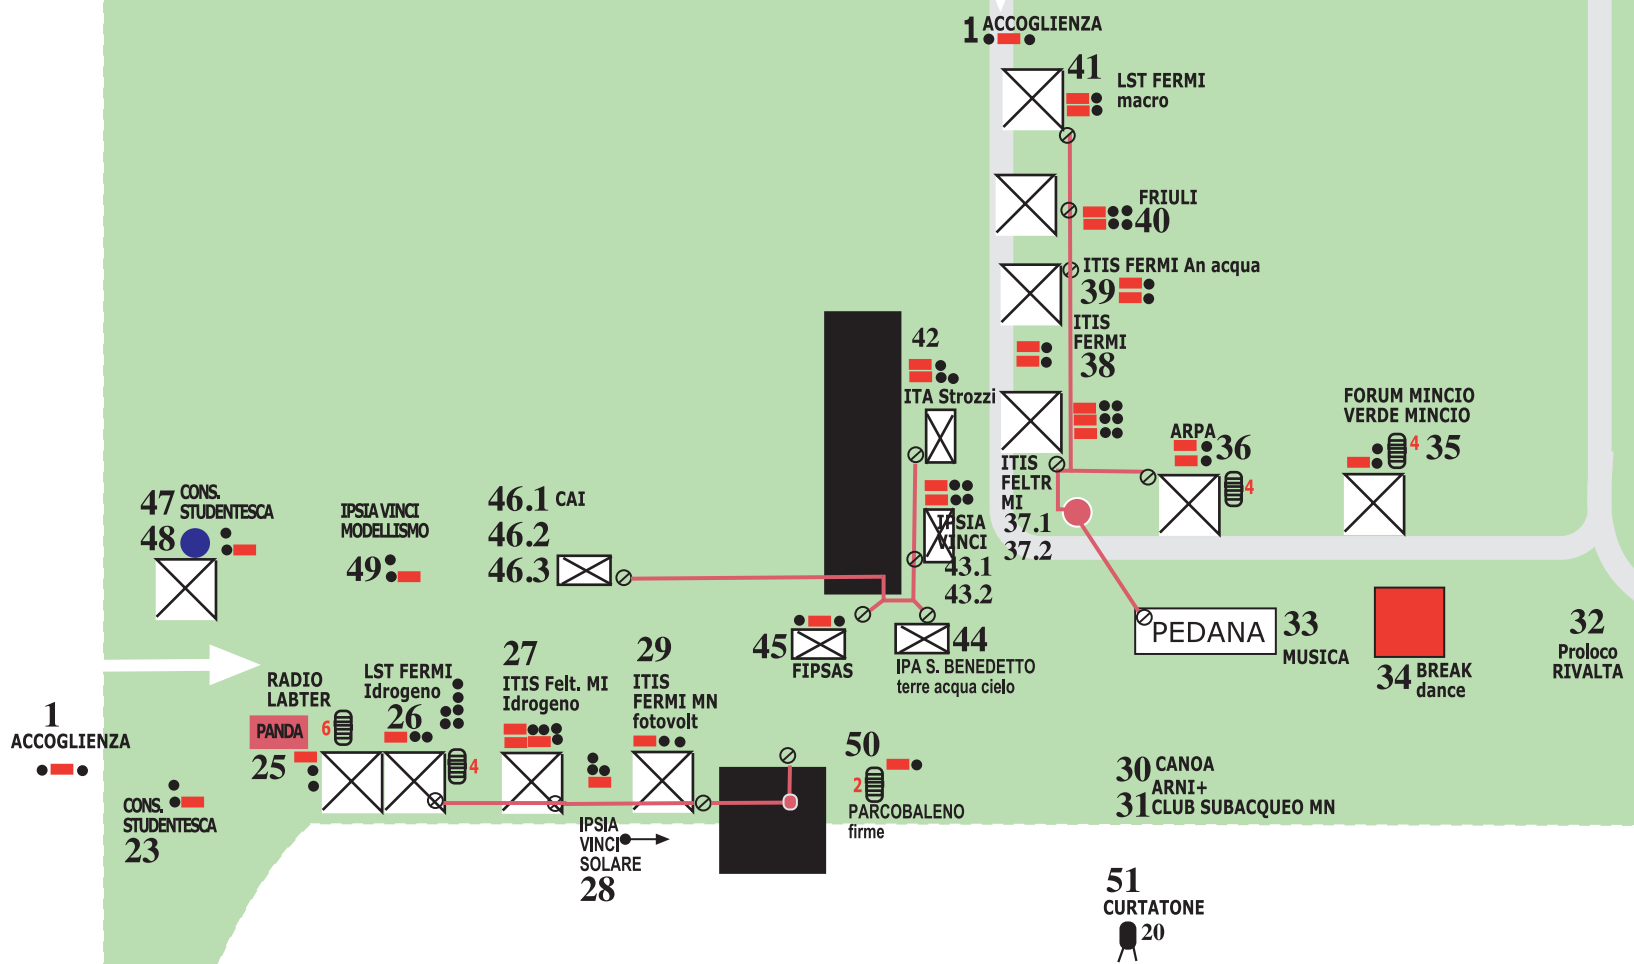 1 ACCOGLIENZA
41
LST FERMI
macro
FRIULI
40
ITIS FERMI An acqua
39
ITIS
FERMI
38
42
ITA Strozzi
FORUM MINCIO
VERDE MINCIO
4 35
ARPA
36
4
ITIS
FELTR
MI
37.1
37.2
IPSIA
VINCI
43.1
43.2
47 CONS.
STUDENTESCA
48
IPSIA VINCI
MODELLISMO
49
46.1 CAI
46.2
46.3
45
FIPSAS
44
IPA S. BENEDETTO
terre acqua cielo
PEDANA
33
MUSICA
34 BREAK
dance
32
Proloco
RIVALTA
27
ITIS Felt. MI
Idrogeno
29
ITIS
FERMI MN
fotovolt
LST FERMI
Idrogeno
26
4
RADIO
LABTER
PANDA
6
25
1
ACCOGLIENZA
CONS.
STUDENTESCA
23
IPSIA
VINCI
SOLARE
28
50
2
PARCOBALENO
firme
30 CANOA
ARNI+
31 CLUB SUBACQUEO MN
51
CURTATONE
20